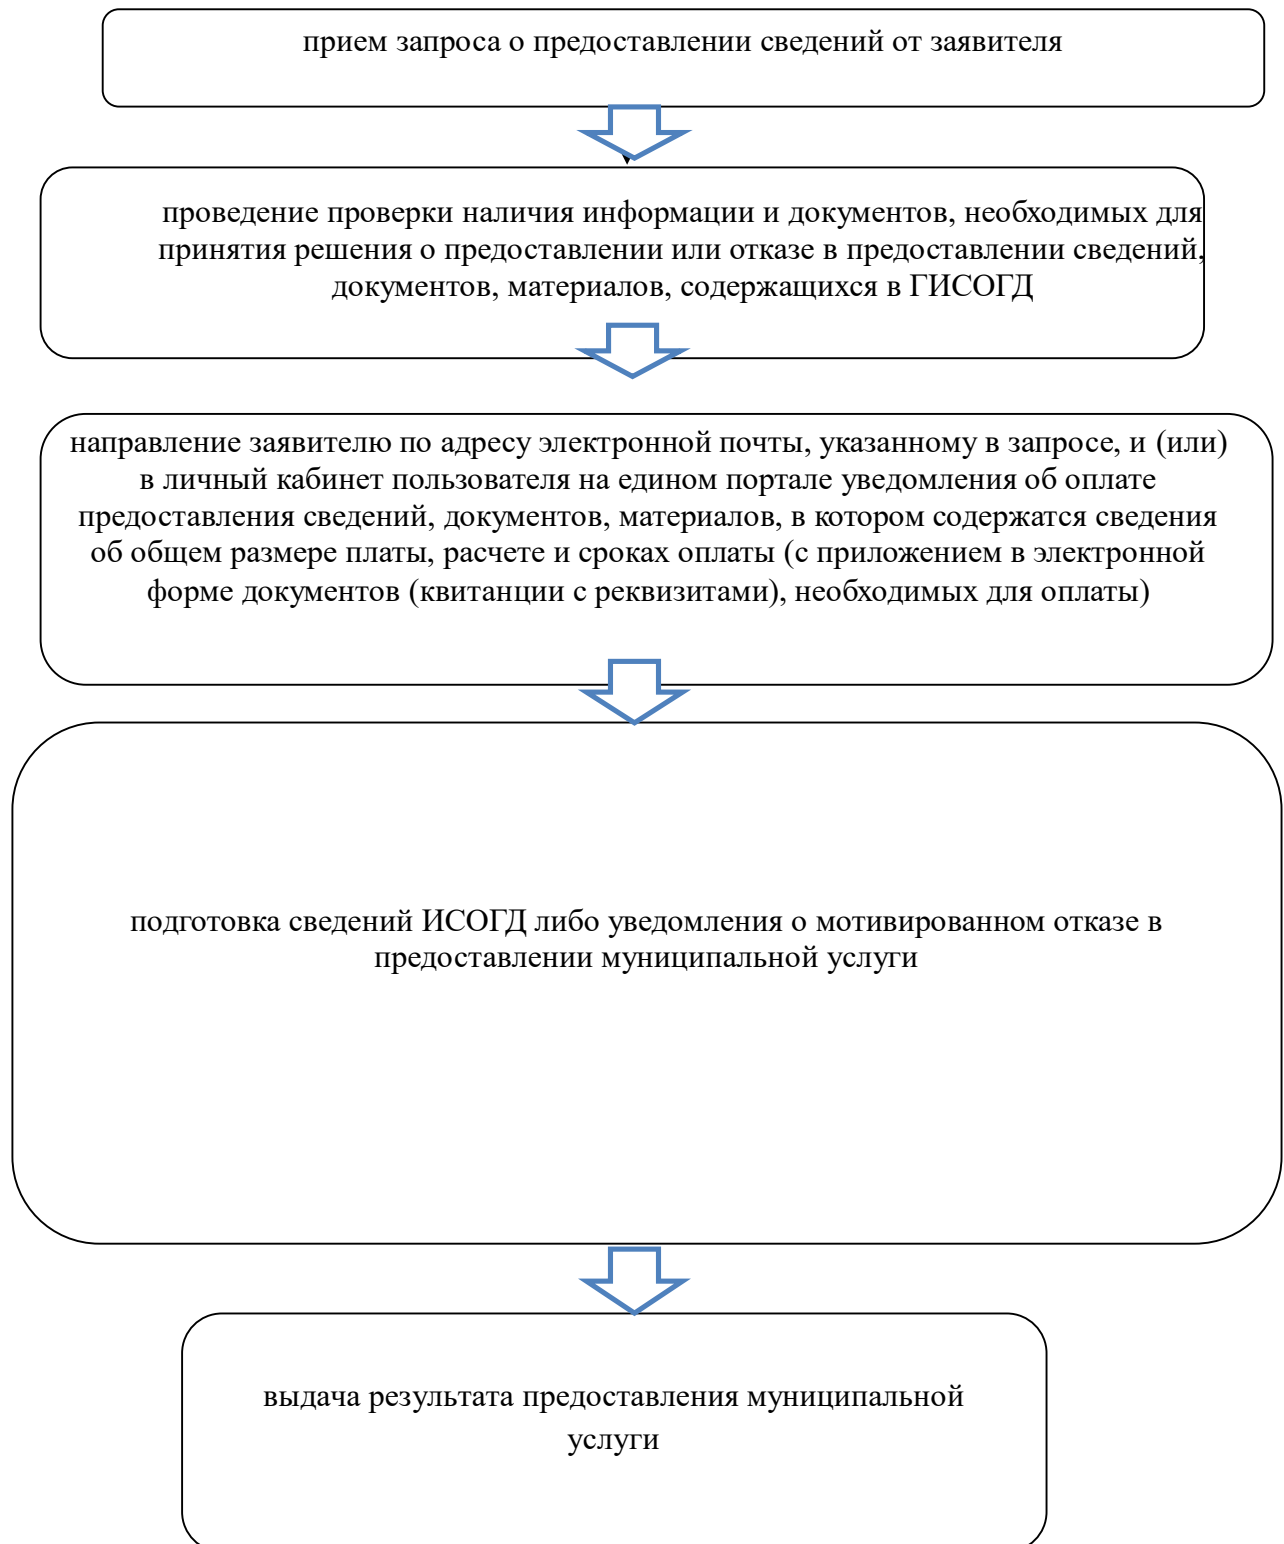 прием запроса о предоставлении сведений от заявителя
проведение проверки наличия информации и документов, необходимых для
принятия решения о предоставлении или отказе в предоставлении сведений,
документов, материалов, содержащихся в ГИСОГД
направление заявителю по адресу электронной почты, указанному в запросе, и (или)
в личный кабинет пользователя на едином портале уведомления об оплате
предоставления сведений, документов, материалов, в котором содержатся сведения
об общем размере платы, расчете и сроках оплаты (с приложением в электронной
форме документов (квитанции с реквизитами), необходимых для оплаты)
подготовка сведений ИСОГД либо уведомления о мотивированном отказе в
предоставлении муниципальной услуги
выдача результата предоставления муниципальной
услуги